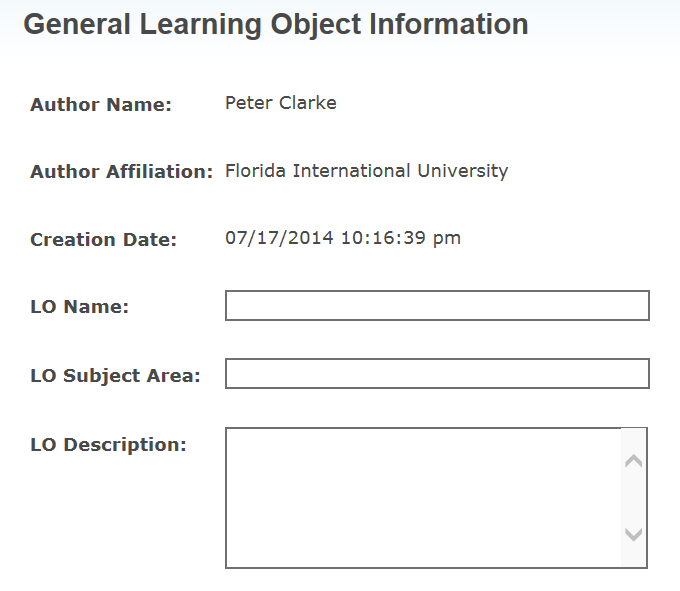 General Learning Object Information
Author Name: Peter Clarke
Author Affiliation: Florida International University
Creation Date: 07/17/2014 10:16:39 pm
LO Name:
LO Subject Area:
LO Description: